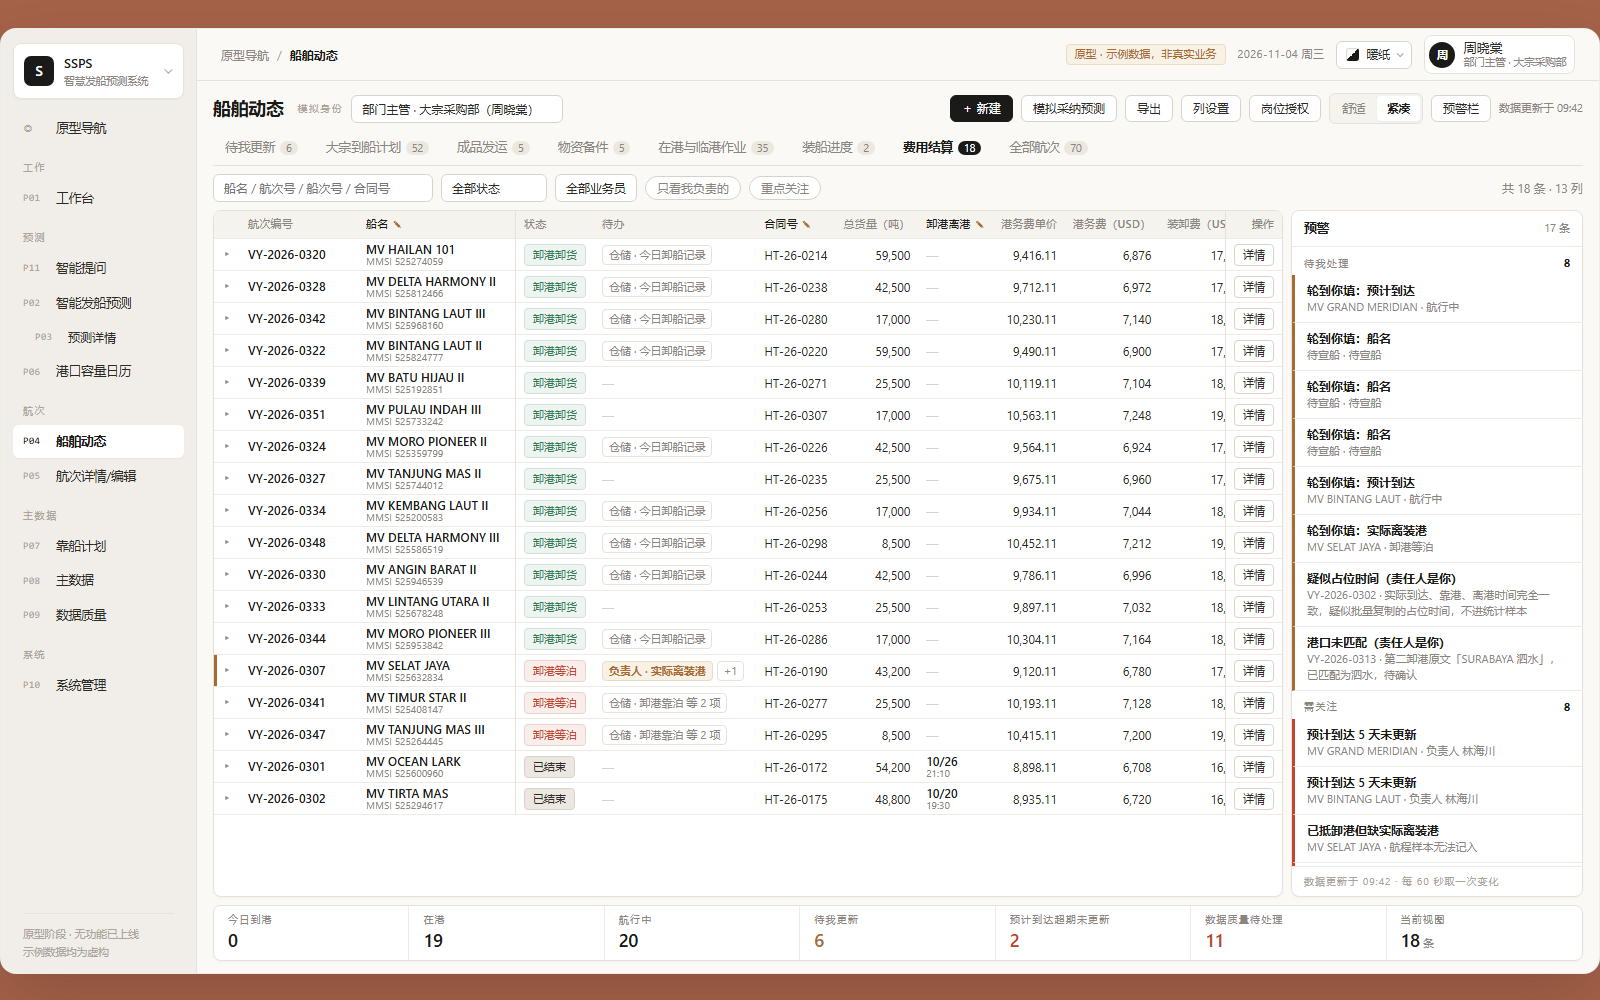 S
SSPS
智慧发船预测系统
原型导航
工作
P01 工作台
预测
P11 智能提问
P02 智能发船预测
P03 预测详情
P06 港口容量日历
航次
P04 船舶动态
P05 航次详情/编辑
主数据
P07 靠船计划
P08 主数据
P09 数据质量
系统
P10 系统管理
原型阶段 · 无功能已上线
示例数据均为虚构
原型导航 / 船舶动态
原型 · 示例数据，非真实业务
2026-11-04 周三
暖纸
周
周晓棠
部门主管 · 大宗采购部
船舶动态 模拟身份 部门主管 · 大宗采购部（周晓棠）
+ 新建 模拟采纳预测 导出 列设置 岗位授权 舒适 紧凑 预警栏 数据更新于 09:42
待我更新 6 大宗到船计划 52 成品发运 5 物资备件 5 在港与临港作业 35 装船进度 2 费用结算 18 全部航次 70
船名 / 航次号 / 船次号 / 合同号 全部状态 全部业务员 只看我负责的 重点关注 共 18 条 · 13 列
航次编号 船名 状态 待办 合同号 总货量（吨） 卸港离港 港务费单价 港务费（USD） 装卸费（US 操作
VY-2026-0320 MV HAILAN 101 卸港卸货 仓储 · 今日卸船记录 HT-26-0214 59,500 — 9,416.11 6,876 17, 详情
MMSI 525274059
VY-2026-0328 MV DELTA HARMONY II 卸港卸货 仓储 · 今日卸船记录 HT-26-0238 42,500 — 9,712.11 6,972 17, 详情
MMSI 525812466
VY-2026-0342 MV BINTANG LAUT III 卸港卸货 仓储 · 今日卸船记录 HT-26-0280 17,000 — 10,230.11 7,140 18, 详情
MMSI 525968160
VY-2026-0322 MV BINTANG LAUT II 卸港卸货 仓储 · 今日卸船记录 HT-26-0220 59,500 — 9,490.11 6,900 17, 详情
MMSI 525824777
VY-2026-0339 MV BATU HIJAU II 卸港卸货 — HT-26-0271 25,500 — 10,119.11 7,104 18, 详情
MMSI 525192851
VY-2026-0351 MV PULAU INDAH III 卸港卸货 — HT-26-0307 17,000 — 10,563.11 7,248 19, 详情
MMSI 525733242
VY-2026-0324 MV MORO PIONEER II 卸港卸货 仓储 · 今日卸船记录 HT-26-0226 42,500 — 9,564.11 6,924 17, 详情
MMSI 525359799
VY-2026-0327 MV TANJUNG MAS II 卸港卸货 — HT-26-0235 25,500 — 9,675.11 6,960 17, 详情
MMSI 525744012
VY-2026-0334 MV KEMBANG LAUT II 卸港卸货 仓储 · 今日卸船记录 HT-26-0256 17,000 — 9,934.11 7,044 18, 详情
MMSI 525200583
VY-2026-0348 MV DELTA HARMONY III 卸港卸货 仓储 · 今日卸船记录 HT-26-0298 8,500 — 10,452.11 7,212 19, 详情
MMSI 525586519
VY-2026-0330 MV ANGIN BARAT II 卸港卸货 仓储 · 今日卸船记录 HT-26-0244 42,500 — 9,786.11 6,996 18, 详情
MMSI 525946539
VY-2026-0333 MV LINTANG UTARA II 卸港卸货 — HT-26-0253 25,500 — 9,897.11 7,032 18, 详情
MMSI 525678248
VY-2026-0344 MV MORO PIONEER III 卸港卸货 仓储 · 今日卸船记录 HT-26-0286 17,000 — 10,304.11 7,164 18, 详情
MMSI 525953842
VY-2026-0307 MV SELAT JAYA 卸港等泊 负责人 · 实际离装港 +1 HT-26-0190 43,200 — 9,120.11 6,780 17, 详情
MMSI 525632834
VY-2026-0341 MV TIMUR STAR II 卸港等泊 仓储 · 卸港靠泊 等 2 项 HT-26-0277 25,500 — 10,193.11 7,128 18, 详情
MMSI 525408147
VY-2026-0347 MV TANJUNG MAS III 卸港等泊 仓储 · 卸港靠泊 等 2 项 HT-26-0295 8,500 — 10,415.11 7,200 19, 详情
MMSI 525264445
VY-2026-0301 MV OCEAN LARK 已结束 — HT-26-0172 54,200 10/26 8,898.11 6,708 16, 详情
MMSI 525600960 21:10
VY-2026-0302 MV TIRTA MAS 已结束 — HT-26-0175 48,800 10/20 8,935.11 6,720 16, 详情
MMSI 525294617 19:30
预警 17 条
待我处理 8
轮到你填：预计到达
MV GRAND MERIDIAN · 航行中
轮到你填：船名
待宣船 · 待宣船
轮到你填：船名
待宣船 · 待宣船
轮到你填：船名
待宣船 · 待宣船
轮到你填：预计到达
MV BINTANG LAUT · 航行中
轮到你填：实际离装港
MV SELAT JAYA · 卸港等泊
疑似占位时间（责任人是你）
VY-2026-0302 · 实际到达、靠港、离港时间完全一
致，疑似批量复制的占位时间，不进统计样本
港口未匹配（责任人是你）
VY-2026-0313 · 第二卸港原文「SURABAYA 泗水」，
已匹配为泗水，待确认
需关注 8
预计到达 5 天未更新
MV GRAND MERIDIAN · 负责人 林海川
预计到达 5 天未更新
MV BINTANG LAUT · 负责人 林海川
已抵卸港但缺实际离装港
MV SELAT JAYA · 航程样本无法记入
数据更新于 09:42 · 每 60 秒取一次变化
今日到港 在港 航行中 待我更新 预计到达超期未更新 数据质量待处理 当前视图
0 19 20 6 2 11 18 条